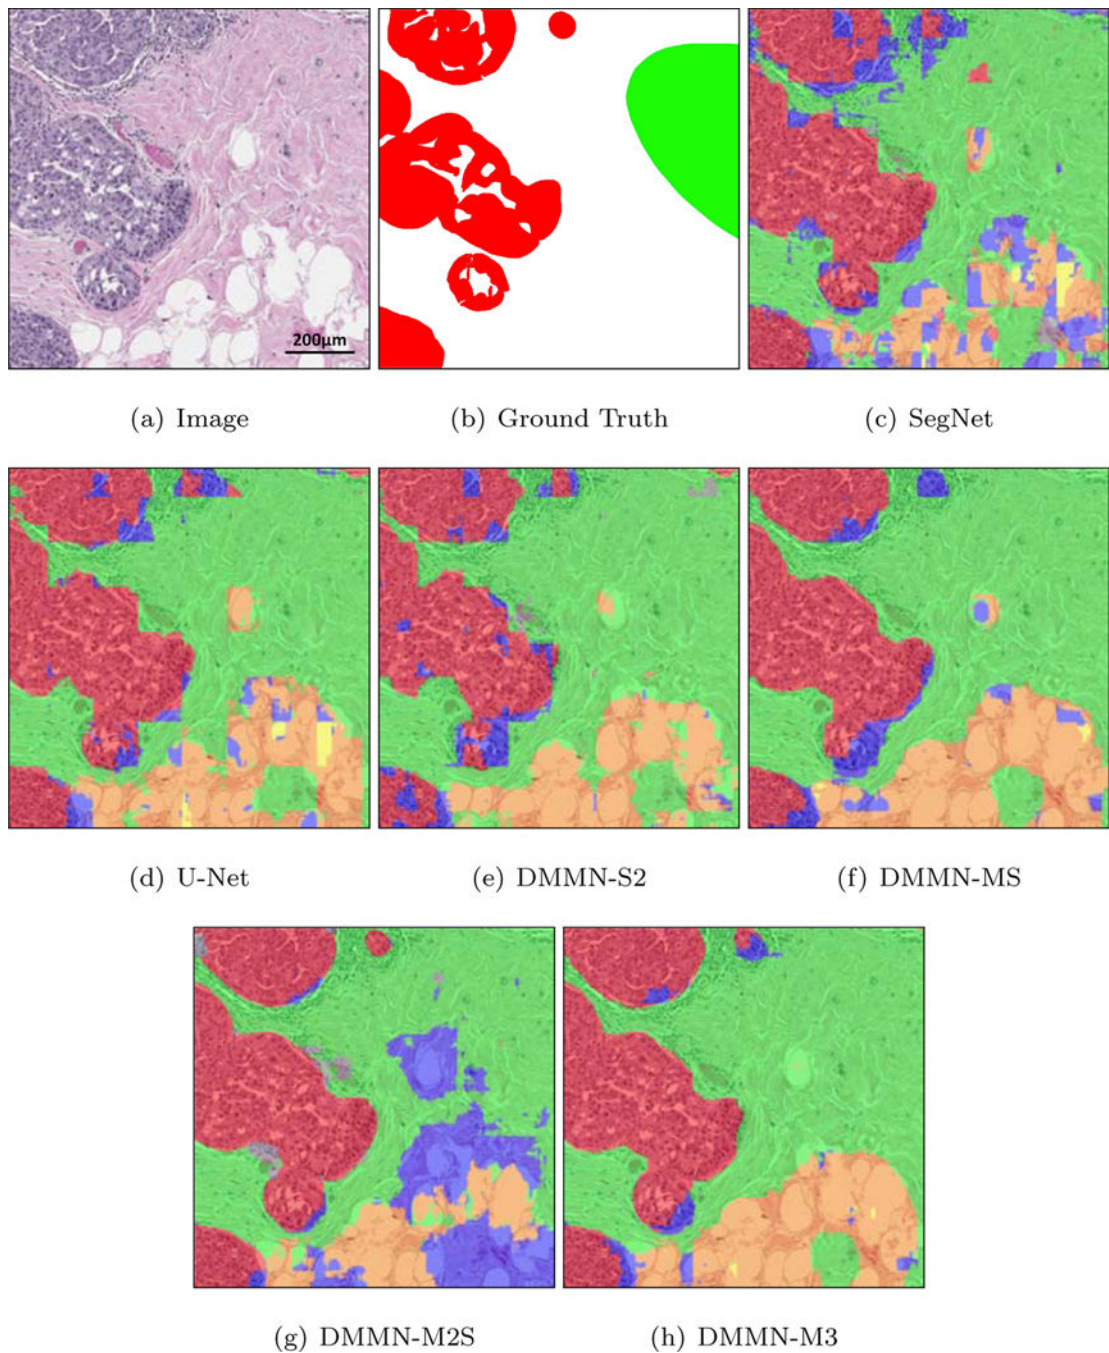 200µm
(a) Image
(b) Ground Truth
(c) SegNet
(d) U-Net
(e) DMMN-S2
(f) DMMN-MS
(g) DMMN-M2S
(h) DMMN-M3